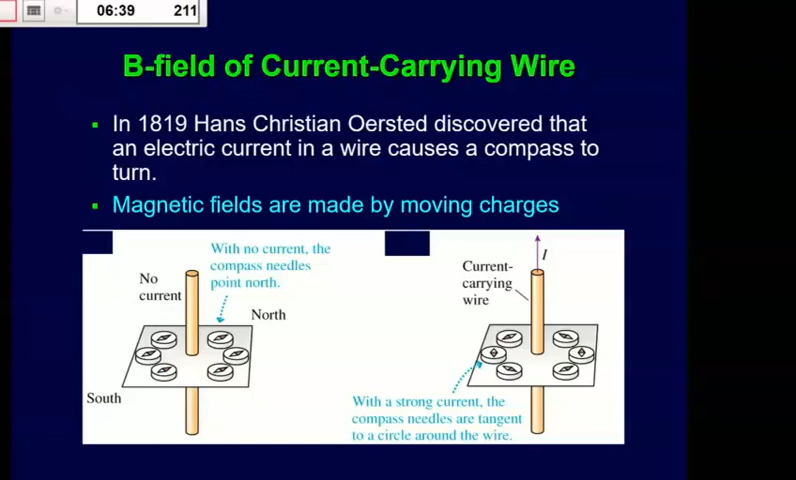 06:39 211
B-field of Current-Carrying Wire
In 1819 Hans Christian Oersted discovered that
an electric current in a wire causes a compass to
turn.
Magnetic fields are made by moving charges
With no current, the
compass needles
point north.
No
current
North
South
I
Current-
carrying
wire
With a strong current, the
compass needles are tangent
to a circle around the wire.